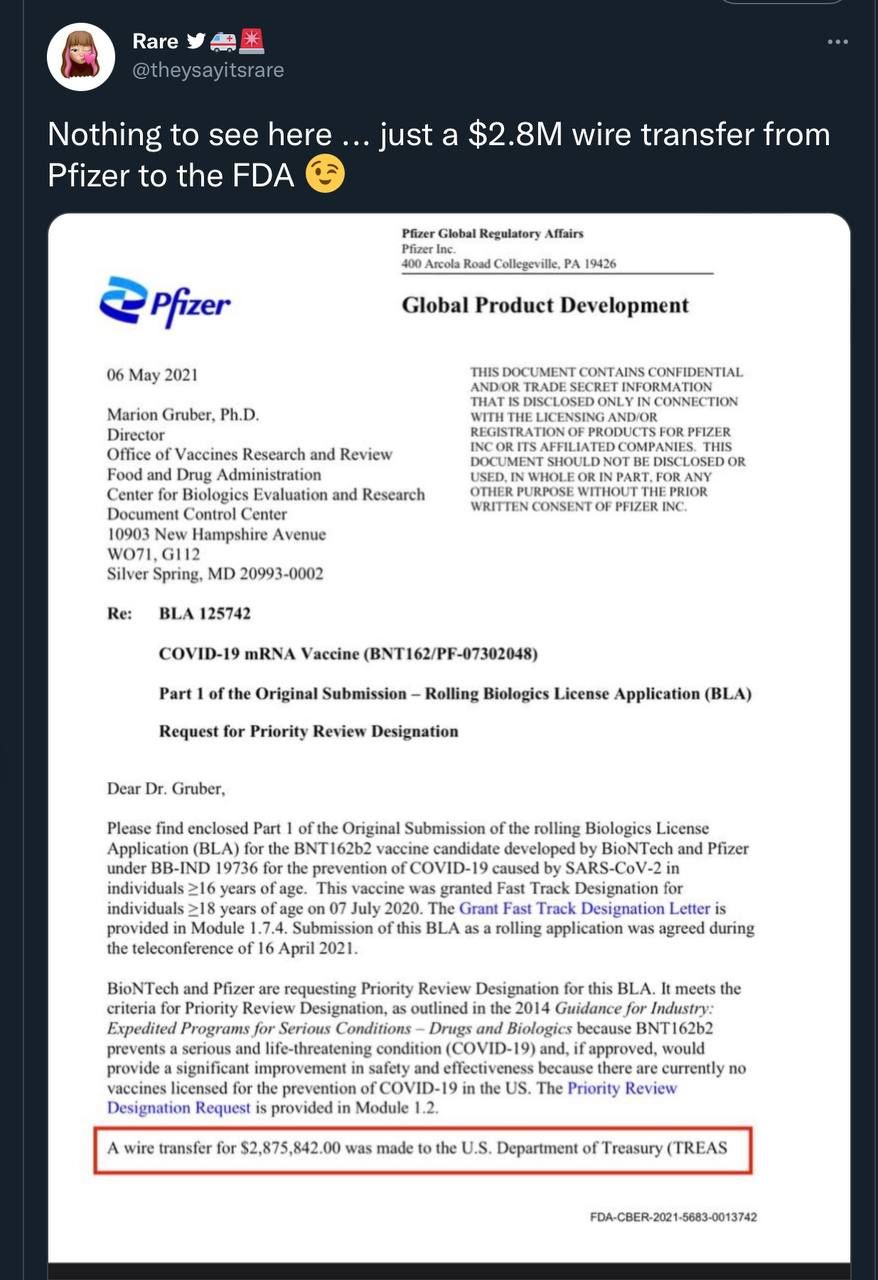 Rare
@theysayitsrare
Nothing to see here ... just a $2.8M wire transfer from
Pfizer to the FDA
Pfizer Global Regulatory Affairs
Pfizer Inc.
400 Arcola Road Collegeville, PA 19426
Pfizer
Global Product Development
06 May 2021
Marion Gruber, Ph.D.
Director
Office of Vaccines Research and Review
Food and Drug Administration
Center for Biologics Evaluation and Research
Document Control Center
10903 New Hampshire Avenue
WO71, G112
Silver Spring, MD 20993-0002
THIS DOCUMENT CONTAINS CONFIDENTIAL
AND/OR TRADE SECRET INFORMATION
THAT IS DISCLOSED ONLY IN CONNECTION
WITH THE LICENSING AND/OR
REGISTRATION OF PRODUCTS FOR PFIZER
INC OR ITS AFFILIATED COMPANIES. THIS
DOCUMENT SHOULD NOT BE DISCLOSED OR
USED, IN WHOLE OR IN PART, FOR ANY
OTHER PURPOSE WITHOUT THE PRIOR
WRITTEN CONSENT OF PFIZER INC.
Re: BLA 125742
COVID-19 mRNA Vaccine (BNT162/PF-07302048)
Part 1 of the Original Submission – Rolling Biologics License Application (BLA)
Request for Priority Review Designation
Dear Dr. Gruber,
Please find enclosed Part 1 of the Original Submission of the rolling Biologics License
Application (BLA) for the BNT162b2 vaccine candidate developed by BioNTech and Pfizer
under BB-IND 19736 for the prevention of COVID-19 caused by SARS-CoV-2 in
individuals ≥16 years of age. This vaccine was granted Fast Track Designation for
individuals ≥18 years of age on 07 July 2020. The Grant Fast Track Designation Letter is
provided in Module 1.7.4. Submission of this BLA as a rolling application was agreed during
the teleconference of 16 April 2021.
BioNTech and Pfizer are requesting Priority Review Designation for this BLA. It meets the
criteria for Priority Review Designation, as outlined in the 2014 Guidance for Industry:
Expedited Programs for Serious Conditions – Drugs and Biologics because BNT162b2
prevents a serious and life-threatening condition (COVID-19) and, if approved, would
provide a significant improvement in safety and effectiveness because there are currently no
vaccines licensed for the prevention of COVID-19 in the US. The Priority Review
Designation Request is provided in Module 1.2.
A wire transfer for $2,875,842.00 was made to the U.S. Department of Treasury (TREAS
FDA-CBER-2021-5683-0013742